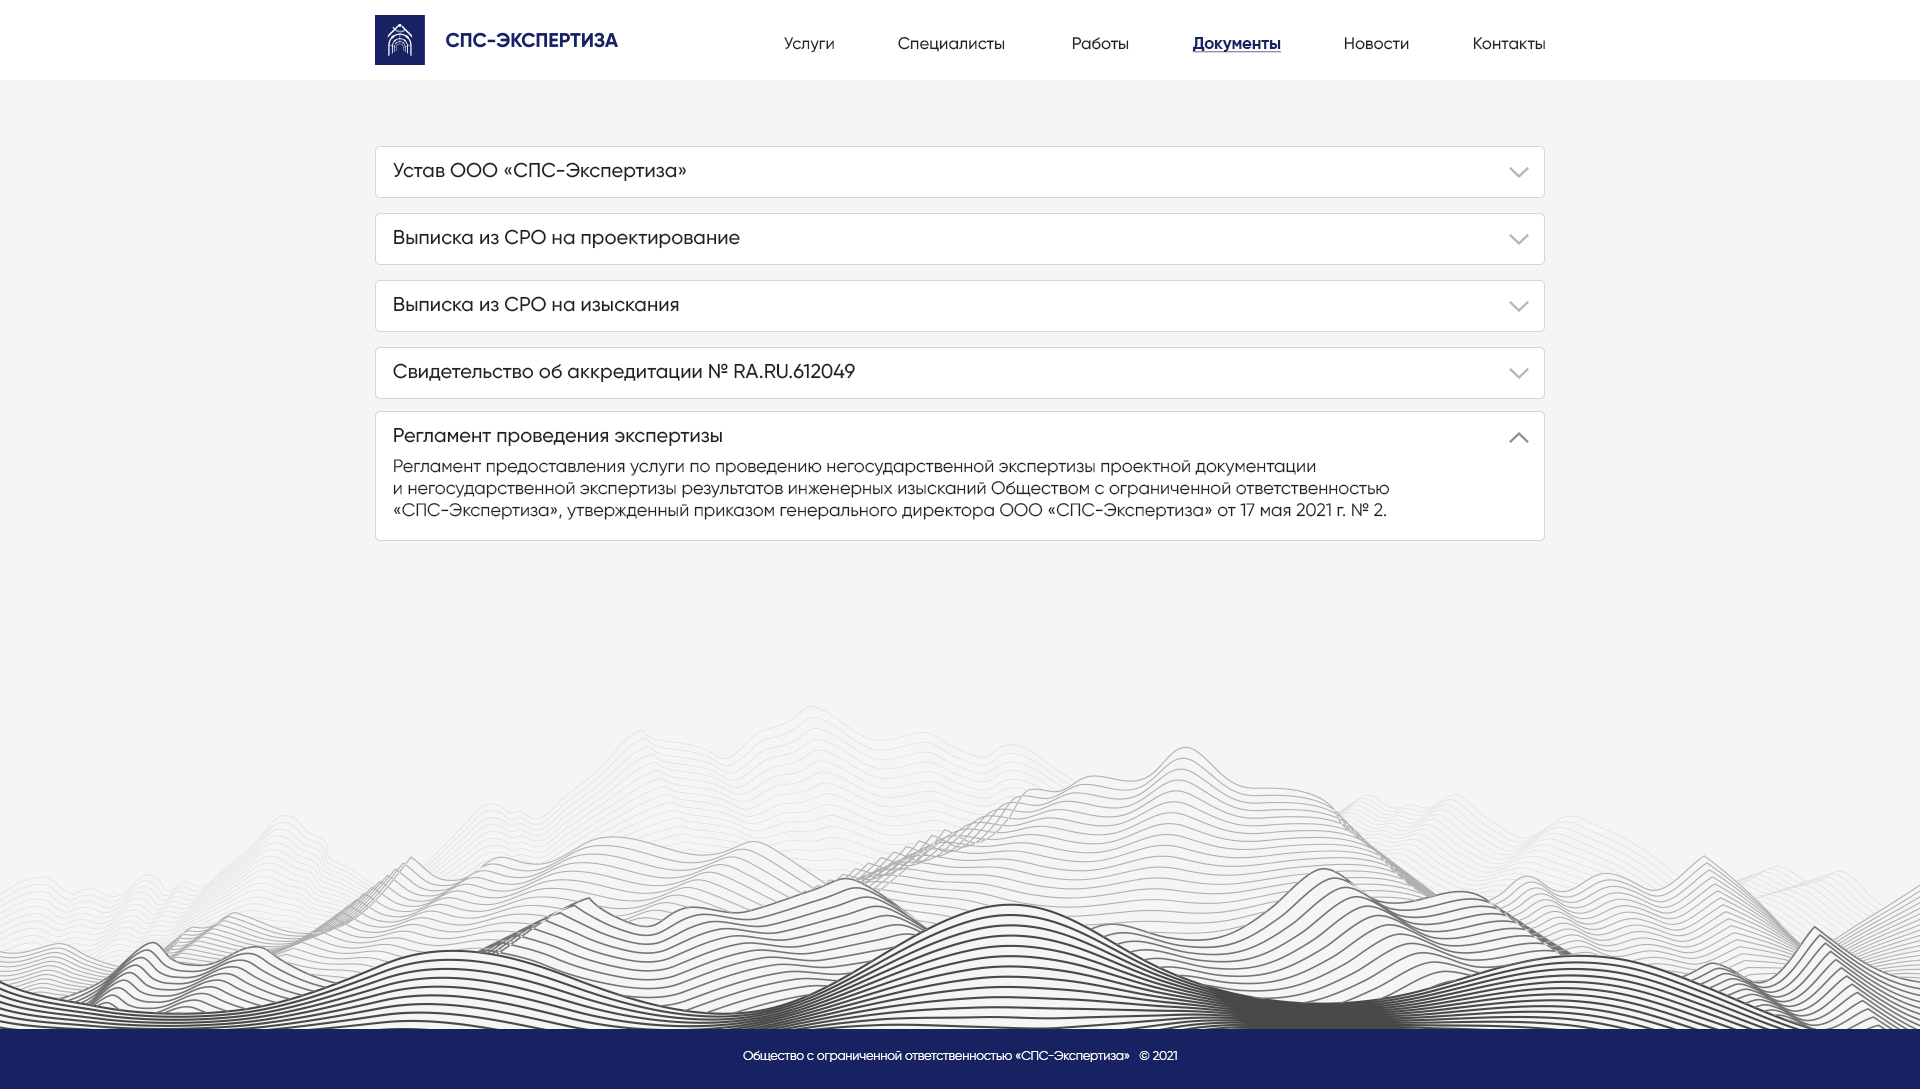 СПС-ЭКСПЕРТИЗА
Услуги
Специалисты
Работы
Документы
Новости
Контакты
Устав ООО «СПС-Экспертиза»
Выписка из СРО на проектирование
Выписка из СРО на изыскания
Свидетельство об аккредитации № RA.RU.612049
Регламент проведения экспертизы
Регламент предоставления услуги по проведению негосударственной экспертизы проектной документации
и негосударственной экспертизы результатов инженерных изысканий Обществом с ограниченной ответственностью
«СПС-Экспертиза», утвержденный приказом генерального директора ООО «СПС-Экспертиза» от 17 мая 2021 г. № 2.
Общество с ограниченной ответственностью «СПС-Экспертиза» © 2021